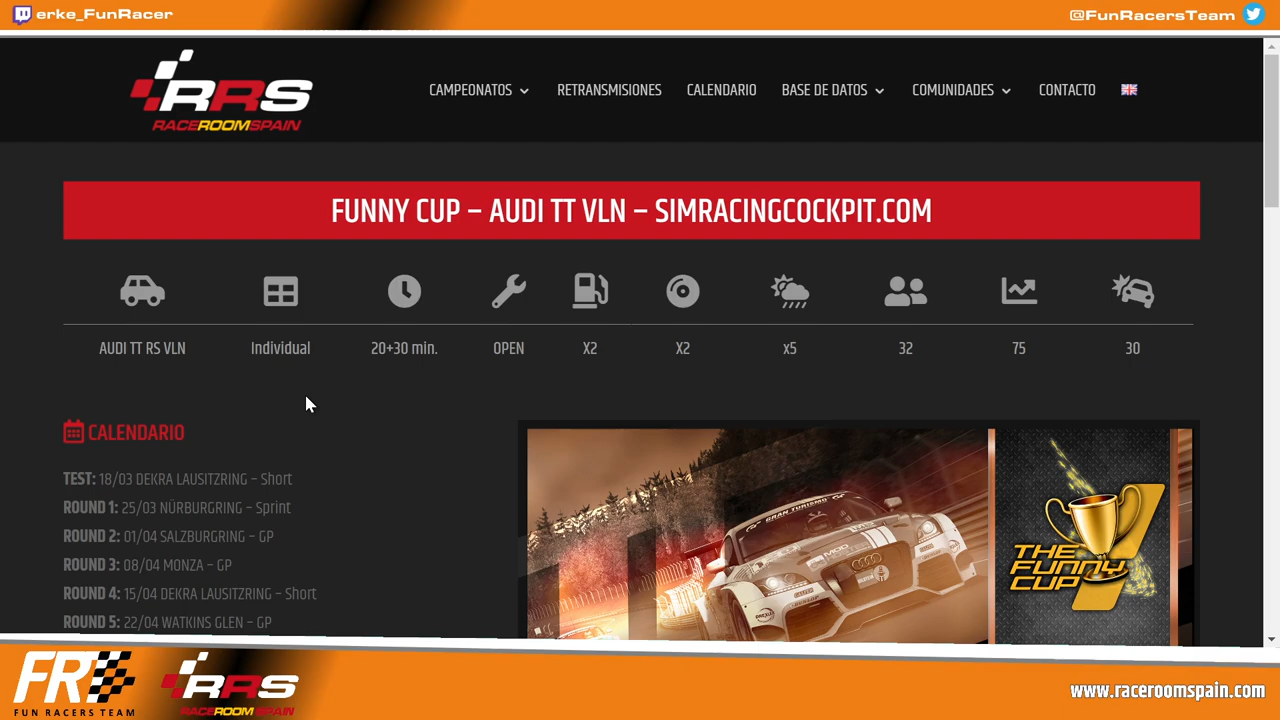 erke_FunRacer
@FunRacersTeam
RRS
RACEROOMSPAIN
CAMPEONATOS
RETRANSMISIONES
CALENDARIO
BASE DE DATOS
COMUNIDADES
CONTACTO
FUNNY CUP – AUDI TT VLN – SIMRACINGCOCKPIT.COM
AUDI TT RS VLN
Individual
20+30 min.
OPEN
X2
X2
x5
32
75
30
CALENDARIO
TEST: 18/03 DEKRA LAUSITZRING – Short
ROUND 1: 25/03 NÜRBURGRING – Sprint
ROUND 2: 01/04 SALZBURGRING – GP
ROUND 3: 08/04 MONZA – GP
ROUND 4: 15/04 DEKRA LAUSITZRING – Short
ROUND 5: 22/04 WATKINS GLEN – GP
GRAN TURISMO
THE
FUNNY
CUP
FRT
FUN RACERS TEAM
RRS
RACEROOMSPAIN
www.raceroomspain.com